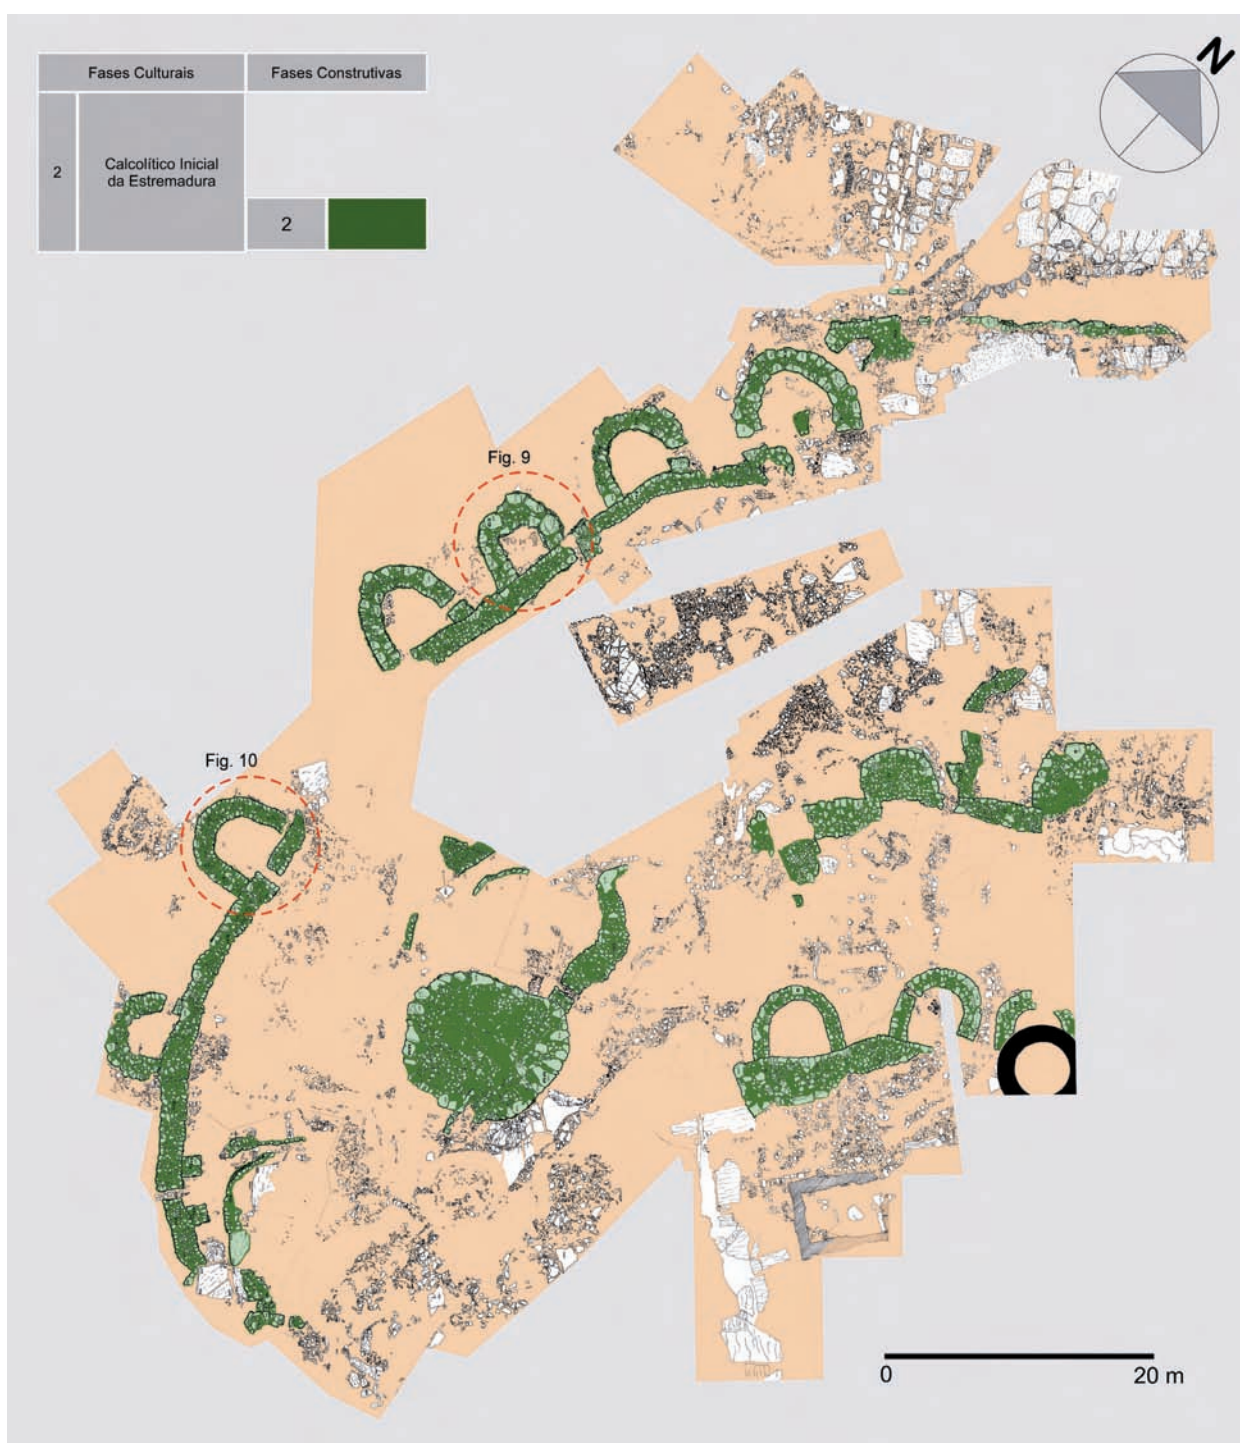 N
Fases Culturais
Fases Construtivas
2
Calcolítico Inicial
da Estremadura
2
Fig. 9
Fig. 10
0
20 m